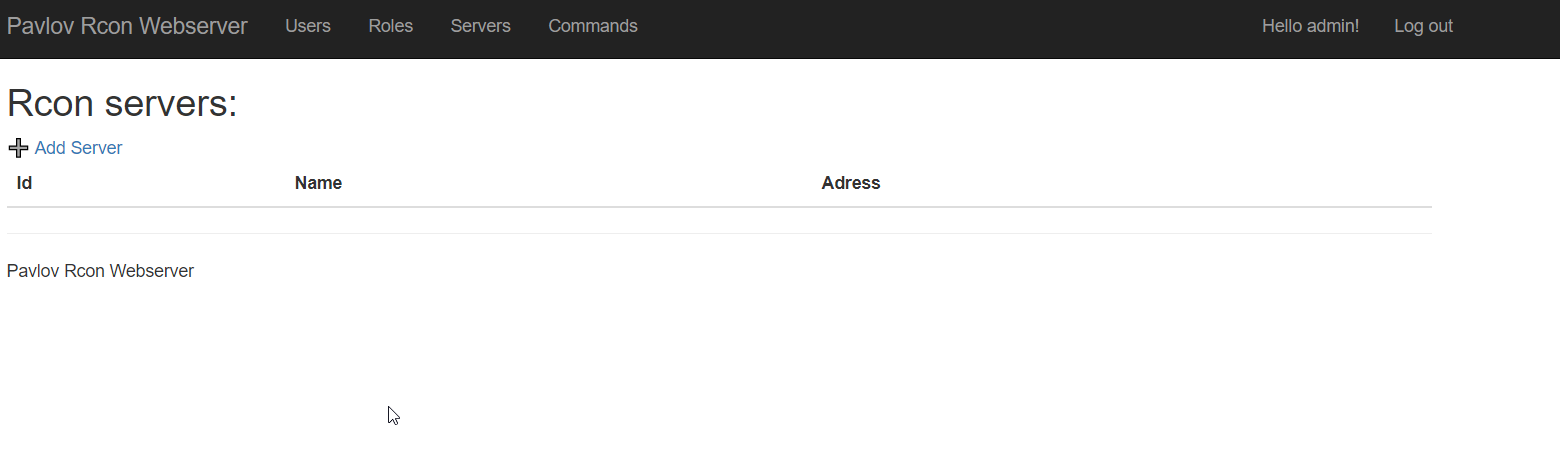 Pavlov Rcon Webserver Users Roles Servers Commands Hello admin! Log out
Rcon servers:
Add Server
Id Name Adress
Pavlov Rcon Webserver